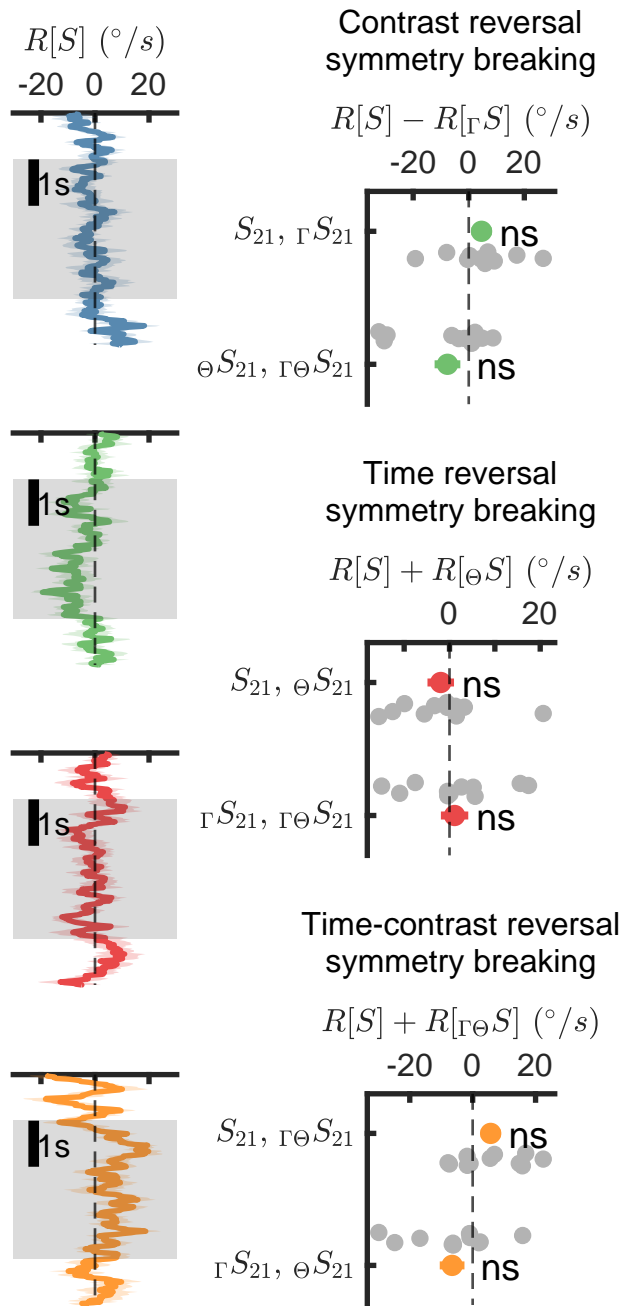 R[S] (°/s)
-20 0 20
1s
1s
1s
1s
Contrast reversal
symmetry breaking
R[S] − R[ΓS] (°/s)
-20 0 20
S21, ΓS21
ns
ΘS21, ΓΘS21
ns
Time reversal
symmetry breaking
R[S] + R[ΘS] (°/s)
0 20
S21, ΘS21
ns
ΓS21, ΓΘS21
ns
Time-contrast reversal
symmetry breaking
R[S] + R[ΓΘS] (°/s)
-20 0 20
S21, ΓΘS21
ns
ΓS21, ΘS21
ns